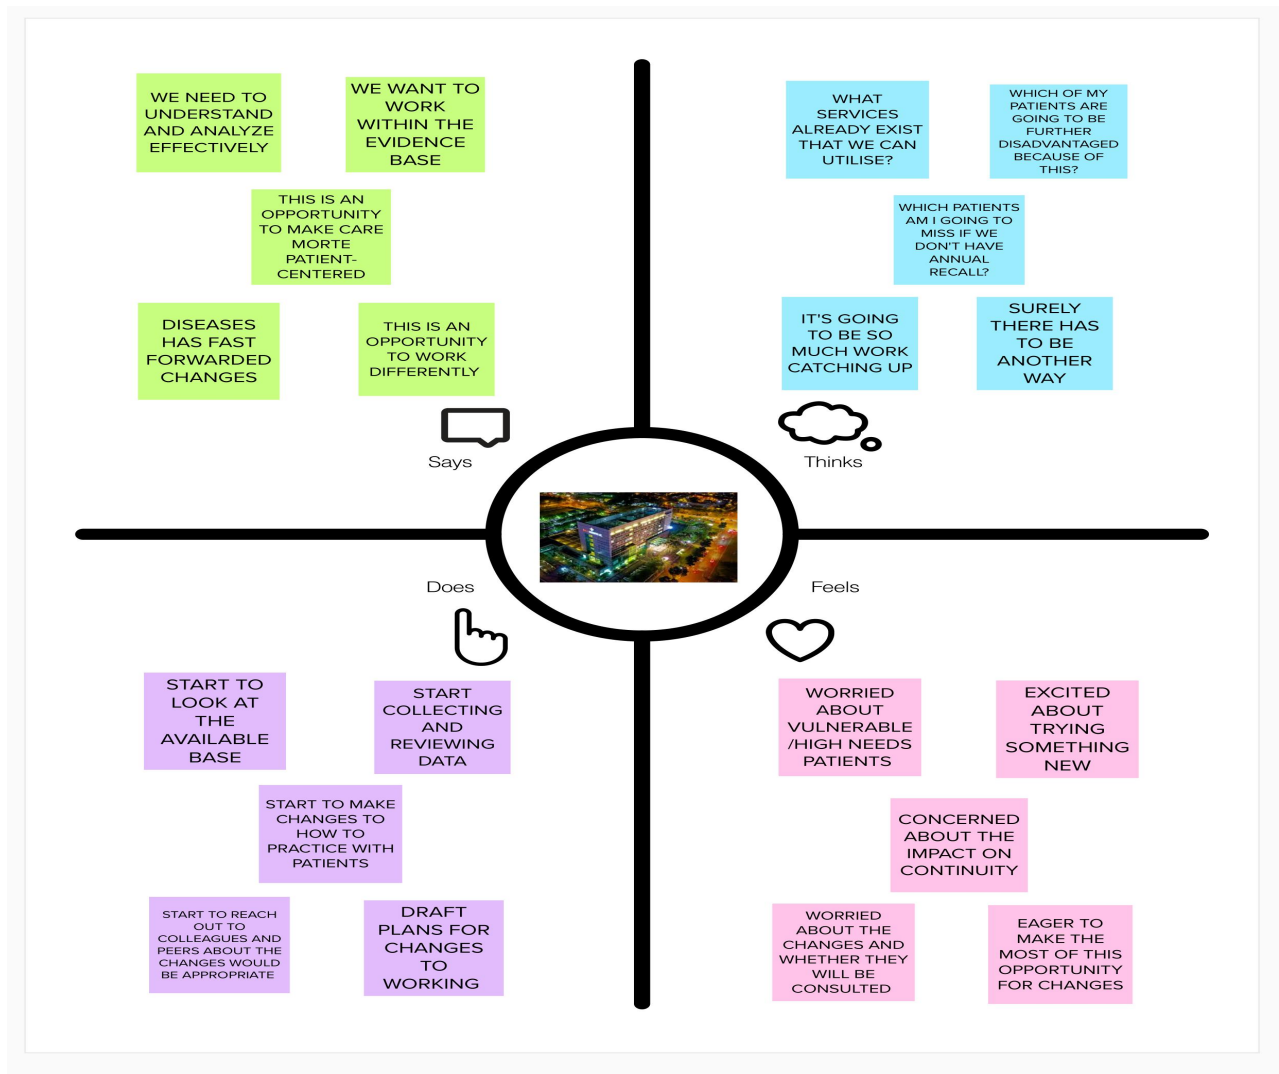 WE NEED TO
UNDERSTAND
AND ANALYZE
EFFECTIVELY
WE WANT TO
WORK
WITHIN THE
EVIDENCE
BASE
THIS IS AN
OPPORTUNITY
TO MAKE CARE
MORTE
PATIENT-
CENTERED
DISEASES
HAS FAST
FORWARDED
CHANGES
THIS IS AN
OPPORTUNITY
TO WORK
DIFFERENTLY
Says
WHAT
SERVICES
ALREADY EXIST
THAT WE CAN
UTILISE?
WHICH OF MY
PATIENTS ARE
GOING TO BE
FURTHER
DISADVANTAGED
BECAUSE OF
THIS?
WHICH PATIENTS
AM I GOING TO
MISS IF WE
DON'T HAVE
ANNUAL
RECALL?
IT'S GOING
TO BE SO
MUCH WORK
CATCHING UP
SURELY
THERE HAS
TO BE
ANOTHER
WAY
Thinks
Does
START TO
LOOK AT
THE
AVAILABLE
BASE
START
COLLECTING
AND
REVIEWING
DATA
START TO MAKE
CHANGES TO
HOW TO
PRACTICE WITH
PATIENTS
START TO REACH
OUT TO
COLLEAGUES AND
PEERS ABOUT THE
CHANGES WOULD
BE APPROPRIATE
DRAFT
PLANS FOR
CHANGES
TO
WORKING
Feels
WORRIED
ABOUT
VULNERABLE
/HIGH NEEDS
PATIENTS
EXCITED
ABOUT
TRYING
SOMETHING
NEW
CONCERNED
ABOUT THE
IMPACT ON
CONTINUITY
WORRIED
ABOUT THE
CHANGES AND
WHETHER THEY
WILL BE
CONSULTED
EAGER TO
MAKE THE
MOST OF THIS
OPPORTUNITY
FOR CHANGES